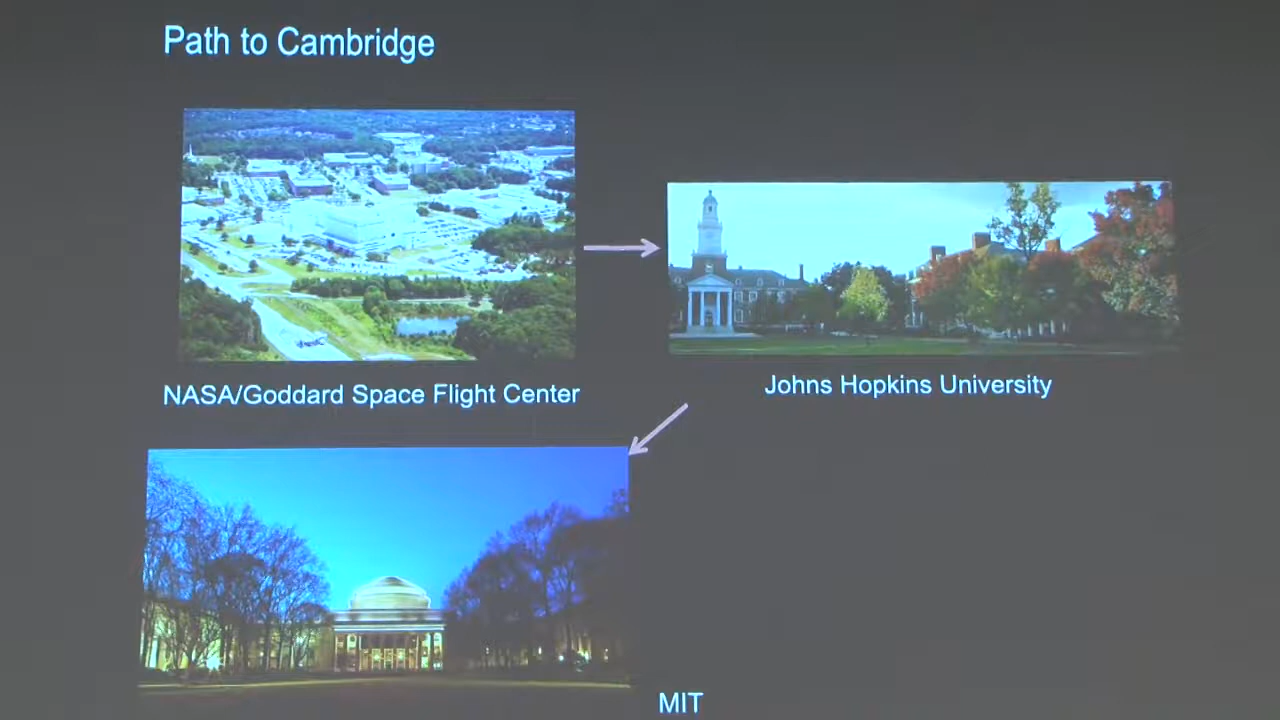 Path to Cambridge
NASA/Goddard Space Flight Center
Johns Hopkins University
MIT